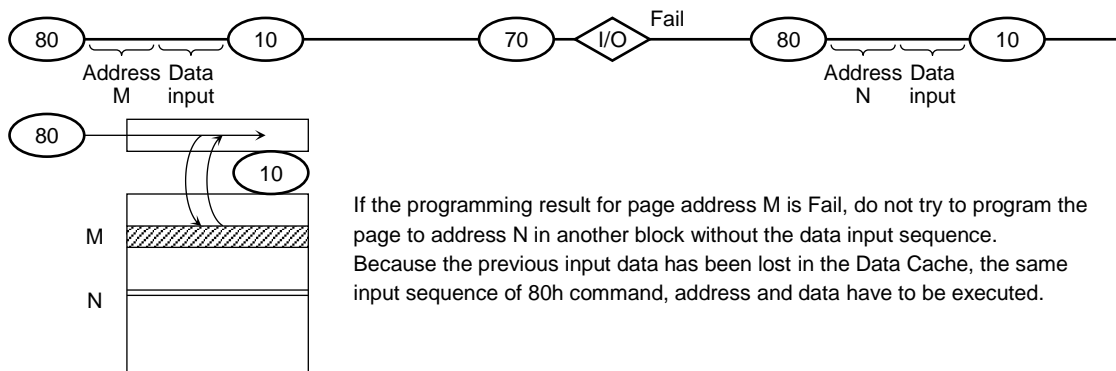 80 10 70 I/O Fail 80 10
Address Data Address Data
M input N input
80
10
If the programming result for page address M is Fail, do not try to program the
M page to address N in another block without the data input sequence.
Because the previous input data has been lost in the Data Cache, the same
N input sequence of 80h command, address and data have to be executed.